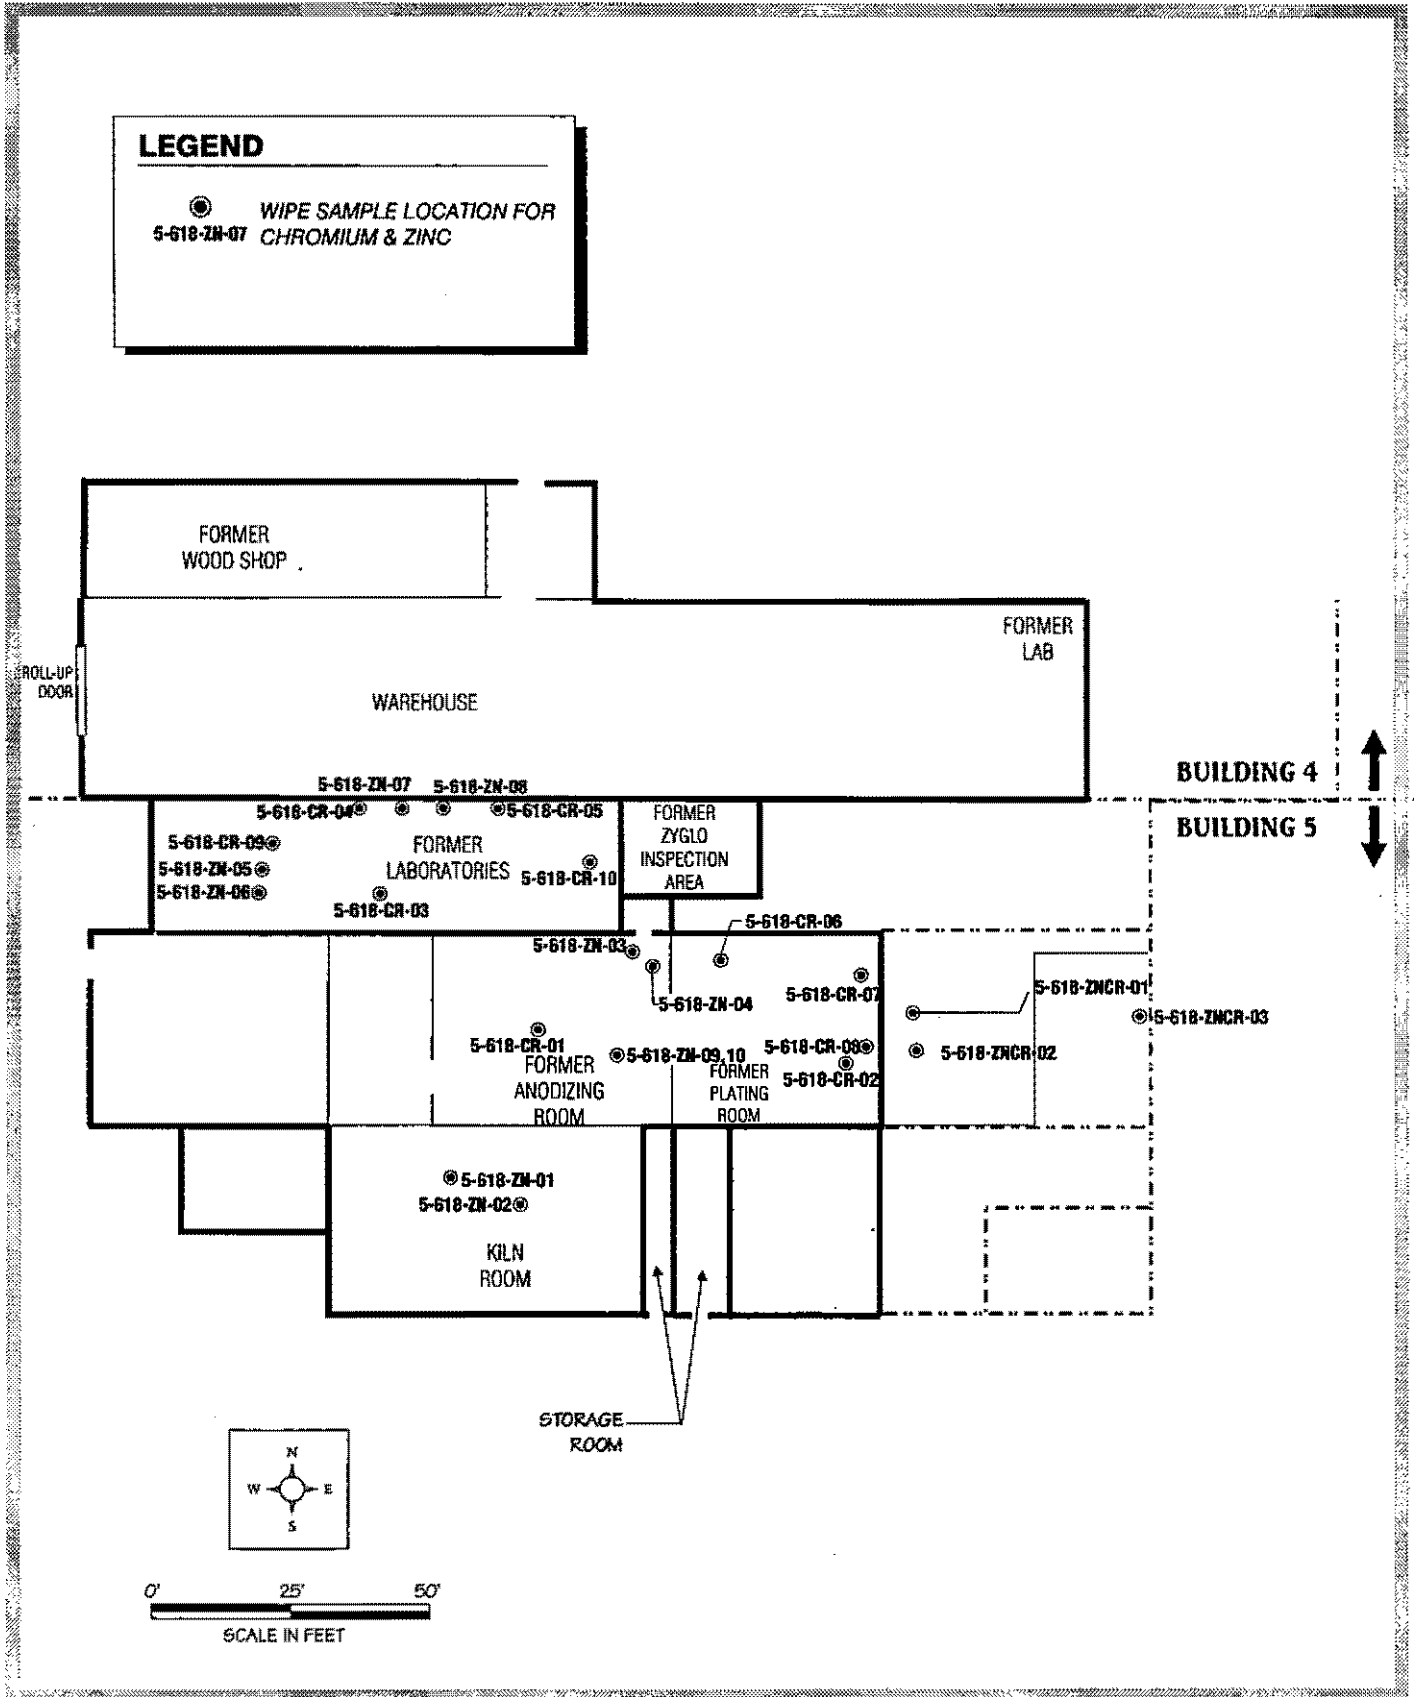 LEGEND
WIPE SAMPLE LOCATION FOR
5-618-ZN-07 CHROMIUM & ZINC
FORMER
WOOD SHOP
FORMER
LAB
ROLL-UP
DOOR
WAREHOUSE
BUILDING 4
BUILDING 5
5-618-ZN-07 5-618-ZN-08
5-618-CR-04 5-618-CR-05
5-618-CR-09
5-618-ZN-05
5-618-ZN-06
FORMER
LABORATORIES
5-618-CR-10
5-618-CR-03
FORMER
ZYGLO
INSPECTION
AREA
5-618-CR-06
5-618-ZN-03
5-618-ZN-04
5-618-CR-07
5-618-ZNCR-01
5-618-ZNCR-03
5-618-ZNCR-02
5-618-CR-01
5-618-ZN-09,10
5-618-CR-08
5-618-CR-02
FORMER
ANODIZING
ROOM
FORMER
PLATING
ROOM
5-618-ZN-01
5-618-ZN-02
KILN
ROOM
STORAGE
ROOM
N
W E
S
0' 25' 50'
SCALE IN FEET